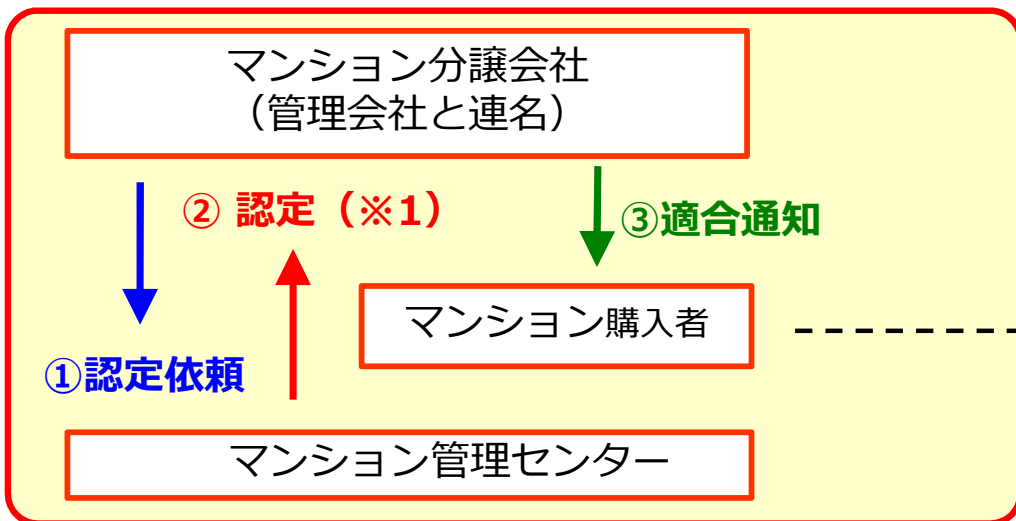 マンション分譲会社
（管理会社と連名）
② 認定（※1）
③適合通知
マンション購入者
①認定依頼
マンション管理センター